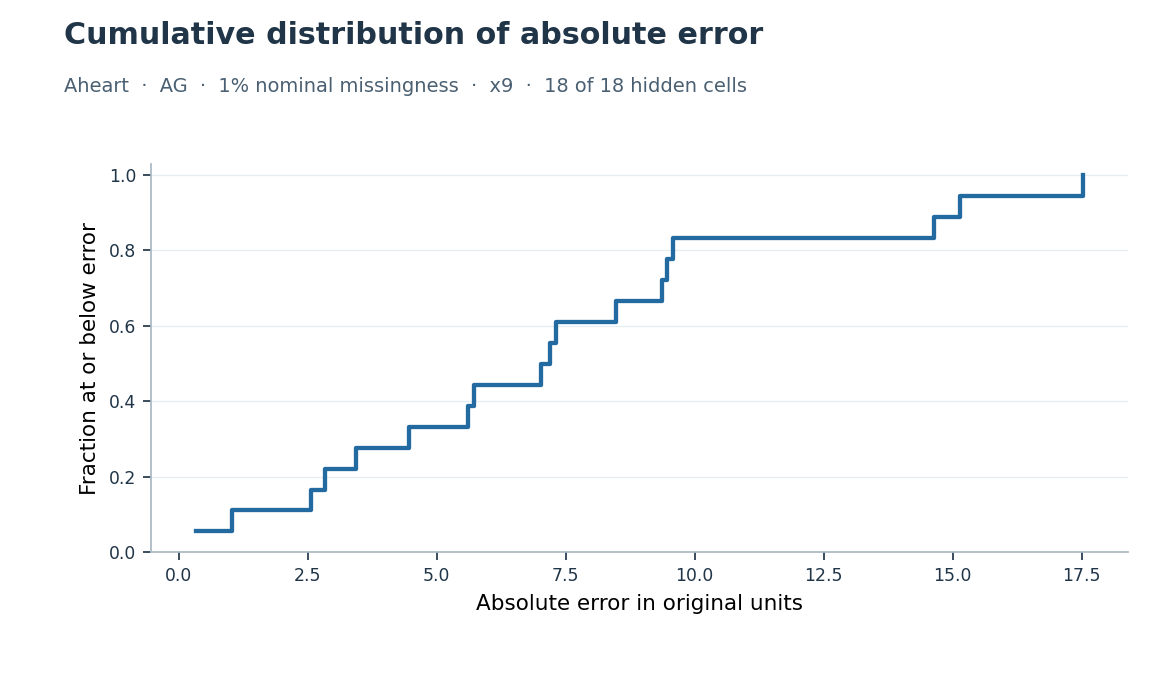 Cumulative distribution of absolute error
Aheart · AG · 1% nominal missingness · x9 · 18 of 18 hidden cells
Fraction at or below error
1.0
0.8
0.6
0.4
0.2
0.0
0.0 2.5 5.0 7.5 10.0 12.5 15.0 17.5
Absolute error in original units